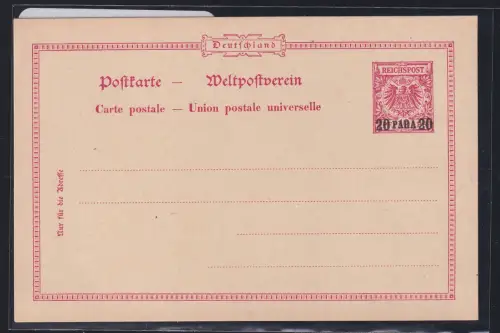 Deutschland
Postkarte — Weltpostverein
Carte postale — Union postale universelle
REICHSPOST
20 PARA 20
Nur für die Adresse